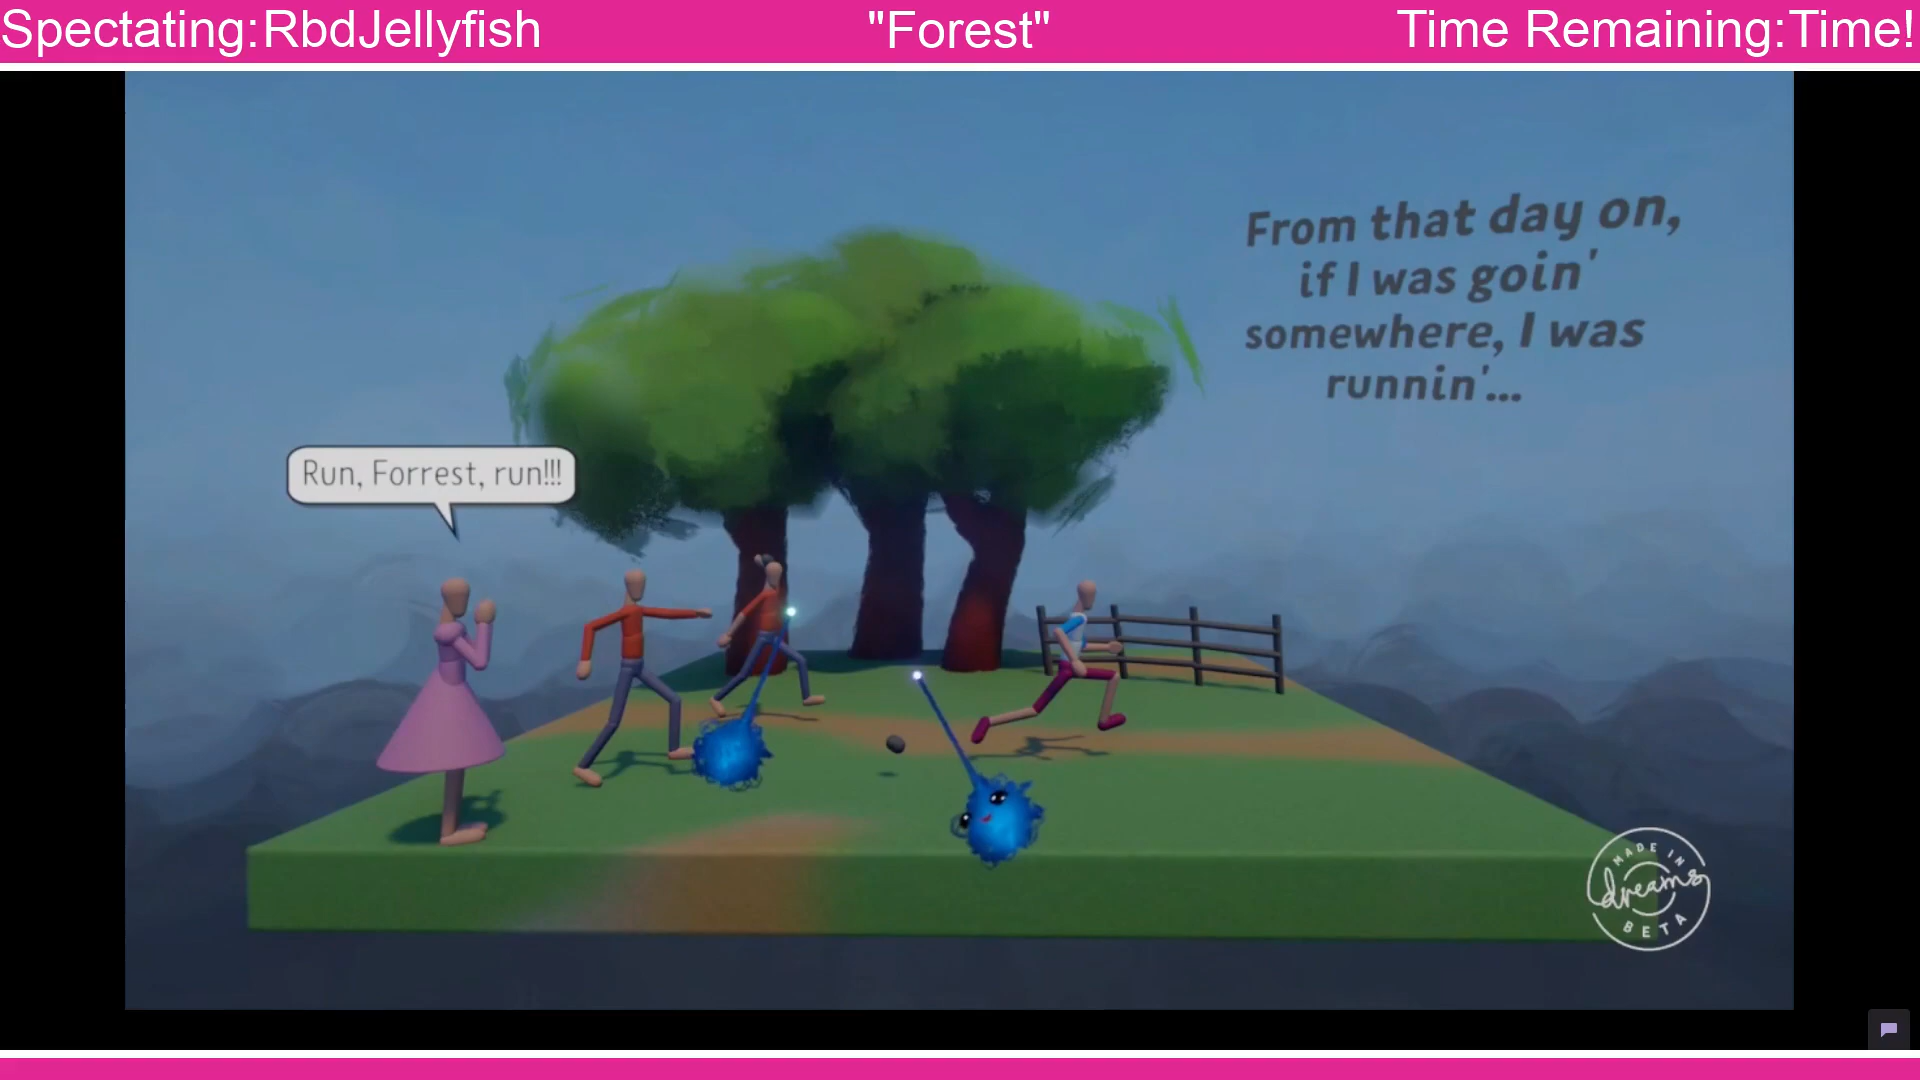 Spectating:RbdJellyfish
"Forest"
Time Remaining:Time!
From that day on,
if I was goin'
somewhere, I was
runnin'...
Run, Forrest, run!!!
MADE IN
dreams
BETA